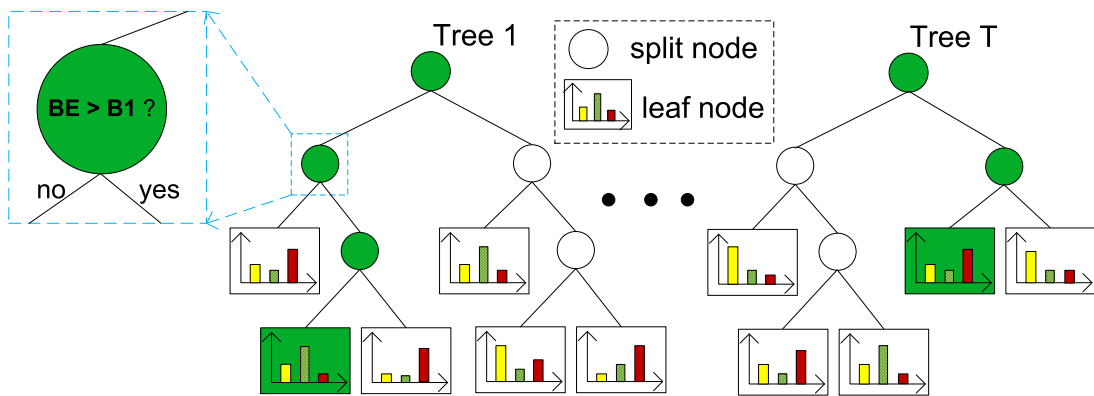 Tree 1
split node
leaf node
Tree T
BE > B1 ?
no
yes